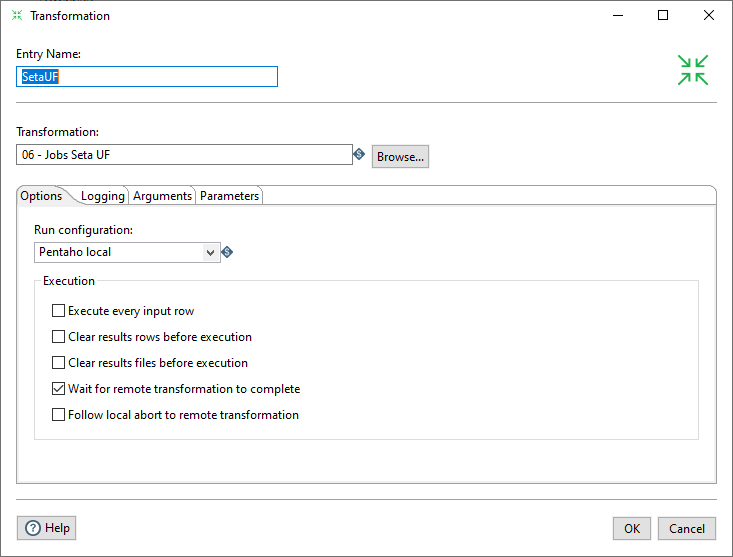 Transformation
Entry Name:
SetaUF
Transformation:
06 - Jobs Seta UF
Browse...
Options Logging Arguments Parameters
Run configuration:
Pentaho local
Execution
Execute every input row
Clear results rows before execution
Clear results files before execution
Wait for remote transformation to complete
Follow local abort to remote transformation
Help
OK
Cancel